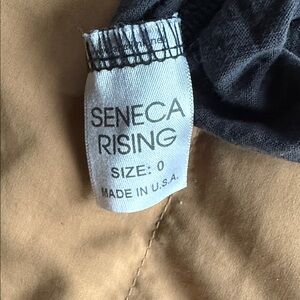 SENECA
RISING
SIZE: 0
MADE IN U.S.A.